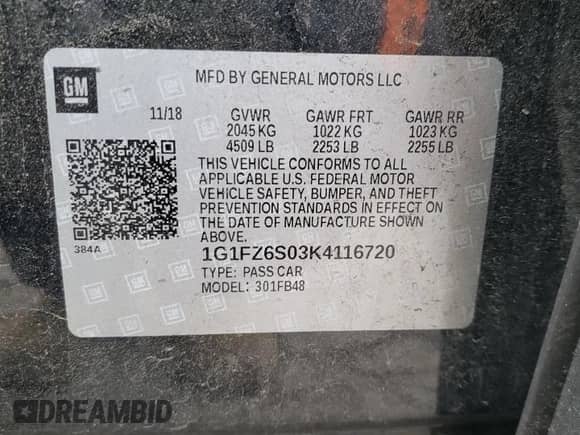 GM
MFD BY GENERAL MOTORS LLC
11/18 GVWR GAWR FRT GAWR RR
2045 KG 1022 KG 1023 KG
4509 LB 2253 LB 2255 LB
THIS VEHICLE CONFORMS TO ALL
APPLICABLE U.S. FEDERAL MOTOR
VEHICLE SAFETY, BUMPER, AND THEFT
PREVENTION STANDARDS IN EFFECT ON
THE DATE OF MANUFACTURE SHOWN ABOVE.
384A
1G1FZ6S03K4116720
TYPE: PASS CAR
MODEL: 301FB48
DREAMBID